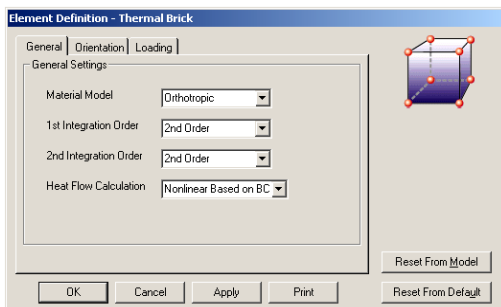 Element Definition - Thermal Brick
General Orientation Loading
General Settings
Material Model Orthotropic
1st Integration Order 2nd Order
2nd Integration Order 2nd Order
Heat Flow Calculation Nonlinear Based on BC
Reset From Model
OK Cancel Apply Print Reset From Default